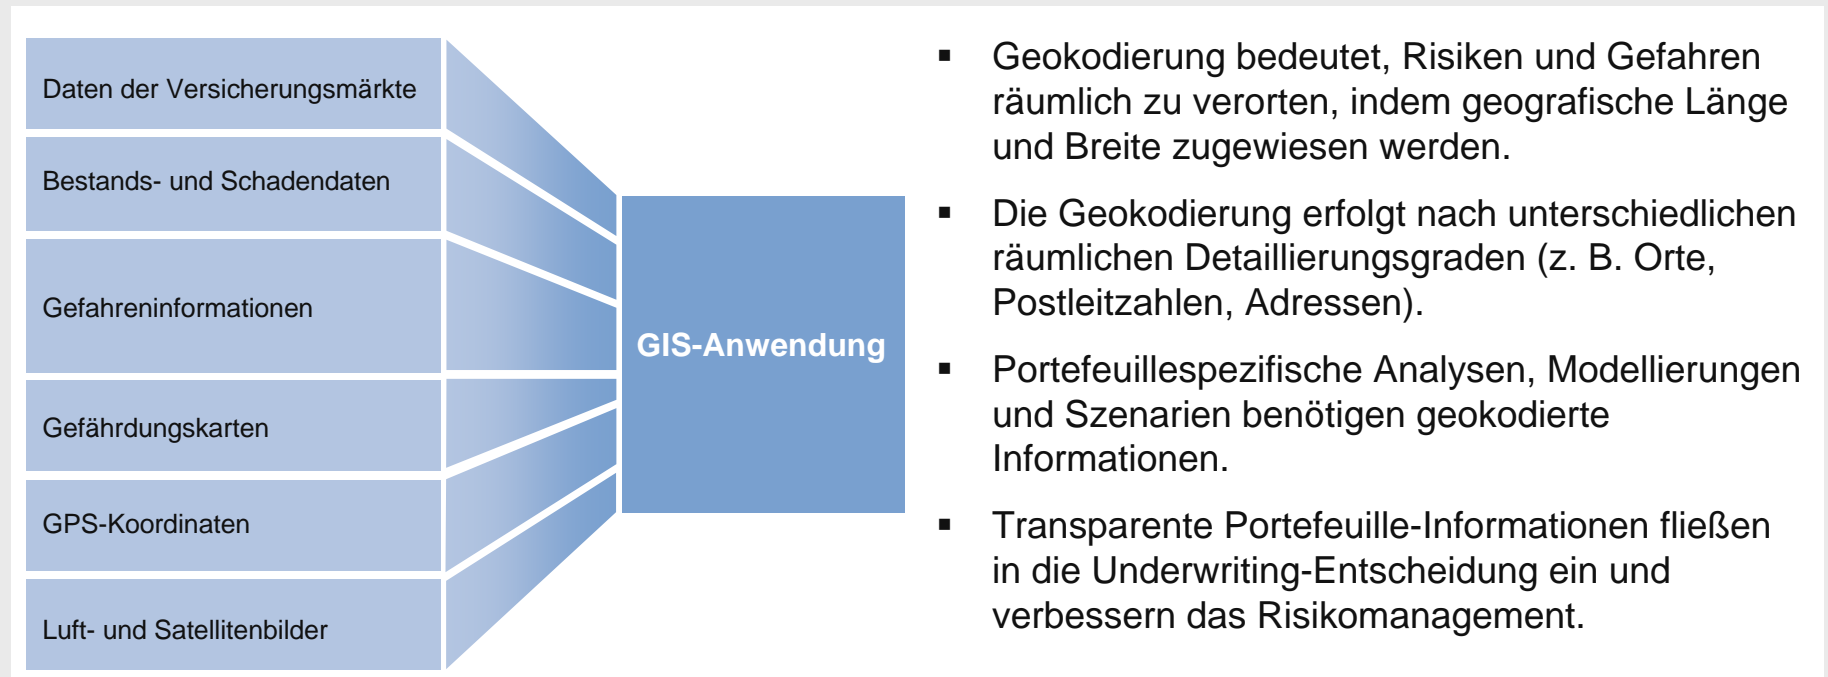 Daten der Versicherungsmärkte
Bestands- und Schadendaten
Gefahreninformationen
Gefährdungskarten
GPS-Koordinaten
Luft- und Satellitenbilder
GIS-Anwendung
▪ Geokodierung bedeutet, Risiken und Gefahren
räumlich zu verorten, indem geografische Länge
und Breite zugewiesen werden.
▪ Die Geokodierung erfolgt nach unterschiedlichen
räumlichen Detaillierungsgraden (z. B. Orte,
Postleitzahlen, Adressen).
▪ Portefeuillespezifische Analysen, Modellierungen
und Szenarien benötigen geokodierte
Informationen.
▪ Transparente Portefeuille-Informationen fließen
in die Underwriting-Entscheidung ein und
verbessern das Risikomanagement.